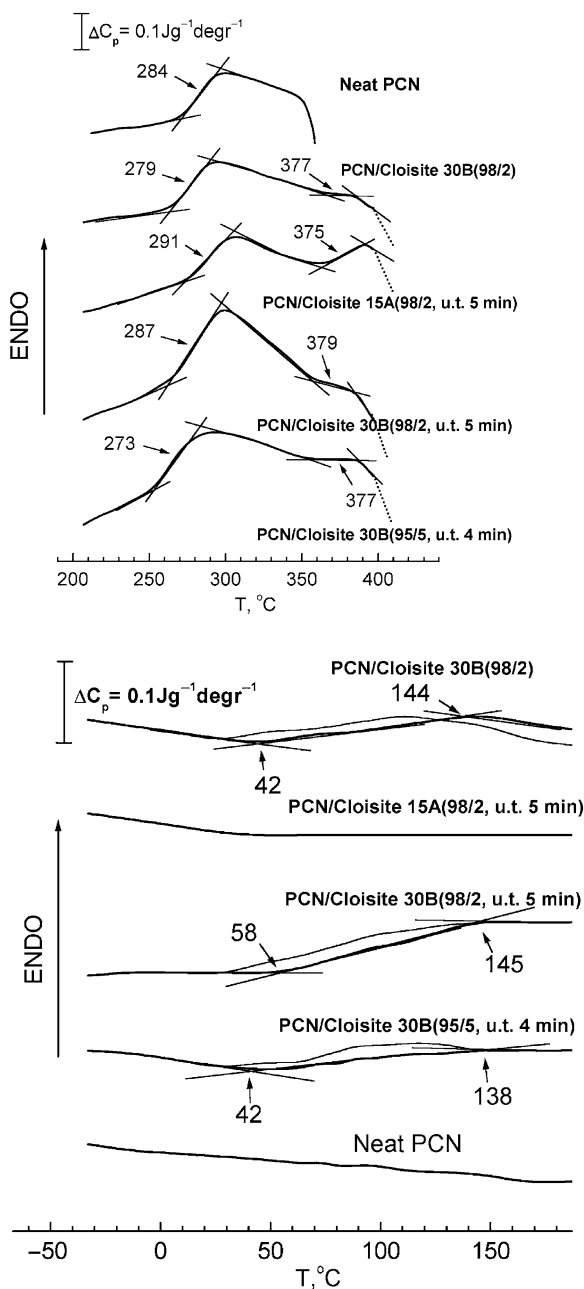 ΔCₚ = 0.1Jg⁻¹degr⁻¹
284
Neat PCN
279
377
PCN/Cloisite 30B(98/2)
291
375
PCN/Cloisite 15A(98/2, u.t. 5 min)
287
379
PCN/Cloisite 30B(98/2, u.t. 5 min)
273
377
PCN/Cloisite 30B(95/5, u.t. 4 min)
ENDO
200 250 300 350 400
T, °C
PCN/Cloisite 30B(98/2)
ΔCₚ = 0.1Jg⁻¹degr⁻¹
144
42
PCN/Cloisite 15A(98/2, u.t. 5 min)
PCN/Cloisite 30B(98/2, u.t. 5 min)
58
145
PCN/Cloisite 30B(95/5, u.t. 4 min)
42
138
Neat PCN
ENDO
−50 0 50 100 150
T,°C